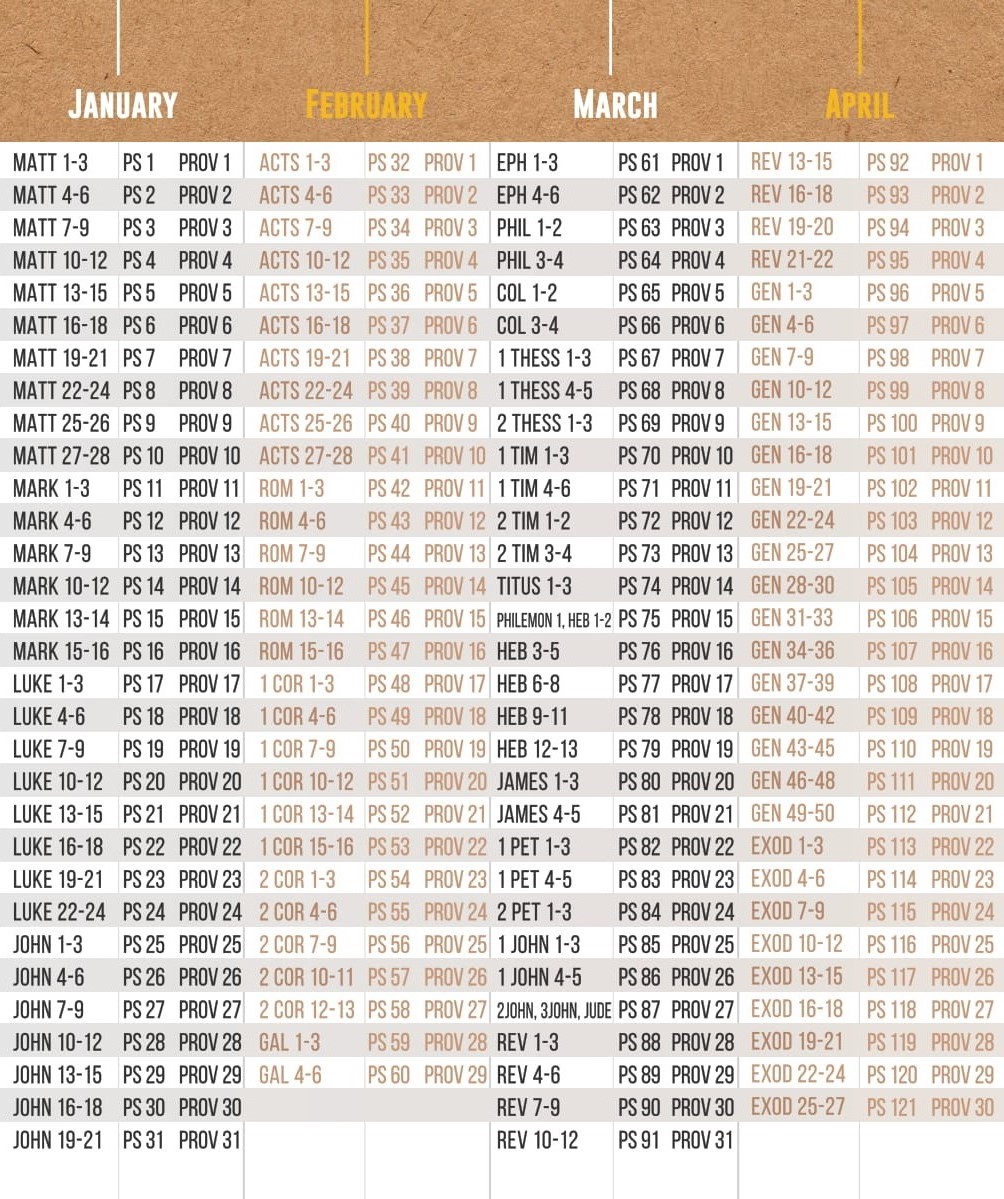 January February March April
MATT 1-3 PS 1 PROV 1 ACTS 1-3 PS 32 PROV 1 EPH 1-3 PS 61 PROV 1 REV 13-15 PS 92 PROV 1
MATT 4-6 PS 2 PROV 2 ACTS 4-6 PS 33 PROV 2 EPH 4-6 PS 62 PROV 2 REV 16-18 PS 93 PROV 2
MATT 7-9 PS 3 PROV 3 ACTS 7-9 PS 34 PROV 3 PHIL 1-2 PS 63 PROV 3 REV 19-20 PS 94 PROV 3
MATT 10-12 PS 4 PROV 4 ACTS 10-12 PS 35 PROV 4 PHIL 3-4 PS 64 PROV 4 REV 21-22 PS 95 PROV 4
MATT 13-15 PS 5 PROV 5 ACTS 13-15 PS 36 PROV 5 COL 1-2 PS 65 PROV 5 GEN 1-3 PS 96 PROV 5
MATT 16-18 PS 6 PROV 6 ACTS 16-18 PS 37 PROV 6 COL 3-4 PS 66 PROV 6 GEN 4-6 PS 97 PROV 6
MATT 19-21 PS 7 PROV 7 ACTS 19-21 PS 38 PROV 7 1 THESS 1-3 PS 67 PROV 7 GEN 7-9 PS 98 PROV 7
MATT 22-24 PS 8 PROV 8 ACTS 22-24 PS 39 PROV 8 1 THESS 4-5 PS 68 PROV 8 GEN 10-12 PS 99 PROV 8
MATT 25-26 PS 9 PROV 9 ACTS 25-26 PS 40 PROV 9 2 THESS 1-3 PS 69 PROV 9 GEN 13-15 PS 100 PROV 9
MATT 27-28 PS 10 PROV 10 ACTS 27-28 PS 41 PROV 10 1 TIM 1-3 PS 70 PROV 10 GEN 16-18 PS 101 PROV 10
MARK 1-3 PS 11 PROV 11 ROM 1-3 PS 42 PROV 11 1 TIM 4-6 PS 71 PROV 11 GEN 19-21 PS 102 PROV 11
MARK 4-6 PS 12 PROV 12 ROM 4-6 PS 43 PROV 12 2 TIM 1-2 PS 72 PROV 12 GEN 22-24 PS 103 PROV 12
MARK 7-9 PS 13 PROV 13 ROM 7-9 PS 44 PROV 13 2 TIM 3-4 PS 73 PROV 13 GEN 25-27 PS 104 PROV 13
MARK 10-12 PS 14 PROV 14 ROM 10-12 PS 45 PROV 14 TITUS 1-3 PS 74 PROV 14 GEN 28-30 PS 105 PROV 14
MARK 13-14 PS 15 PROV 15 ROM 13-14 PS 46 PROV 15 PHILEMON 1, HEB 1-2 PS 75 PROV 15 GEN 31-33 PS 106 PROV 15
MARK 15-16 PS 16 PROV 16 ROM 15-16 PS 47 PROV 16 HEB 3-5 PS 76 PROV 16 GEN 34-36 PS 107 PROV 16
LUKE 1-3 PS 17 PROV 17 1 COR 1-3 PS 48 PROV 17 HEB 6-8 PS 77 PROV 17 GEN 37-39 PS 108 PROV 17
LUKE 4-6 PS 18 PROV 18 1 COR 4-6 PS 49 PROV 18 HEB 9-11 PS 78 PROV 18 GEN 40-42 PS 109 PROV 18
LUKE 7-9 PS 19 PROV 19 1 COR 7-9 PS 50 PROV 19 HEB 12-13 PS 79 PROV 19 GEN 43-45 PS 110 PROV 19
LUKE 10-12 PS 20 PROV 20 1 COR 10-12 PS 51 PROV 20 JAMES 1-3 PS 80 PROV 20 GEN 46-48 PS 111 PROV 20
LUKE 13-15 PS 21 PROV 21 1 COR 13-14 PS 52 PROV 21 JAMES 4-5 PS 81 PROV 21 GEN 49-50 PS 112 PROV 21
LUKE 16-18 PS 22 PROV 22 1 COR 15-16 PS 53 PROV 22 1 PET 1-3 PS 82 PROV 22 EXOD 1-3 PS 113 PROV 22
LUKE 19-21 PS 23 PROV 23 2 COR 1-3 PS 54 PROV 23 1 PET 4-5 PS 83 PROV 23 EXOD 4-6 PS 114 PROV 23
LUKE 22-24 PS 24 PROV 24 2 COR 4-6 PS 55 PROV 24 2 PET 1-3 PS 84 PROV 24 EXOD 7-9 PS 115 PROV 24
JOHN 1-3 PS 25 PROV 25 2 COR 7-9 PS 56 PROV 25 1 JOHN 1-3 PS 85 PROV 25 EXOD 10-12 PS 116 PROV 25
JOHN 4-6 PS 26 PROV 26 2 COR 10-11 PS 57 PROV 26 1 JOHN 4-5 PS 86 PROV 26 EXOD 13-15 PS 117 PROV 26
JOHN 7-9 PS 27 PROV 27 2 COR 12-13 PS 58 PROV 27 2JOHN, 3JOHN, JUDE PS 87 PROV 27 EXOD 16-18 PS 118 PROV 27
JOHN 10-12 PS 28 PROV 28 GAL 1-3 PS 59 PROV 28 REV 1-3 PS 88 PROV 28 EXOD 19-21 PS 119 PROV 28
JOHN 13-15 PS 29 PROV 29 GAL 4-6 PS 60 PROV 29 REV 4-6 PS 89 PROV 29 EXOD 22-24 PS 120 PROV 29
JOHN 16-18 PS 30 PROV 30 REV 7-9 PS 90 PROV 30 EXOD 25-27 PS 121 PROV 30
JOHN 19-21 PS 31 PROV 31 REV 10-12 PS 91 PROV 31